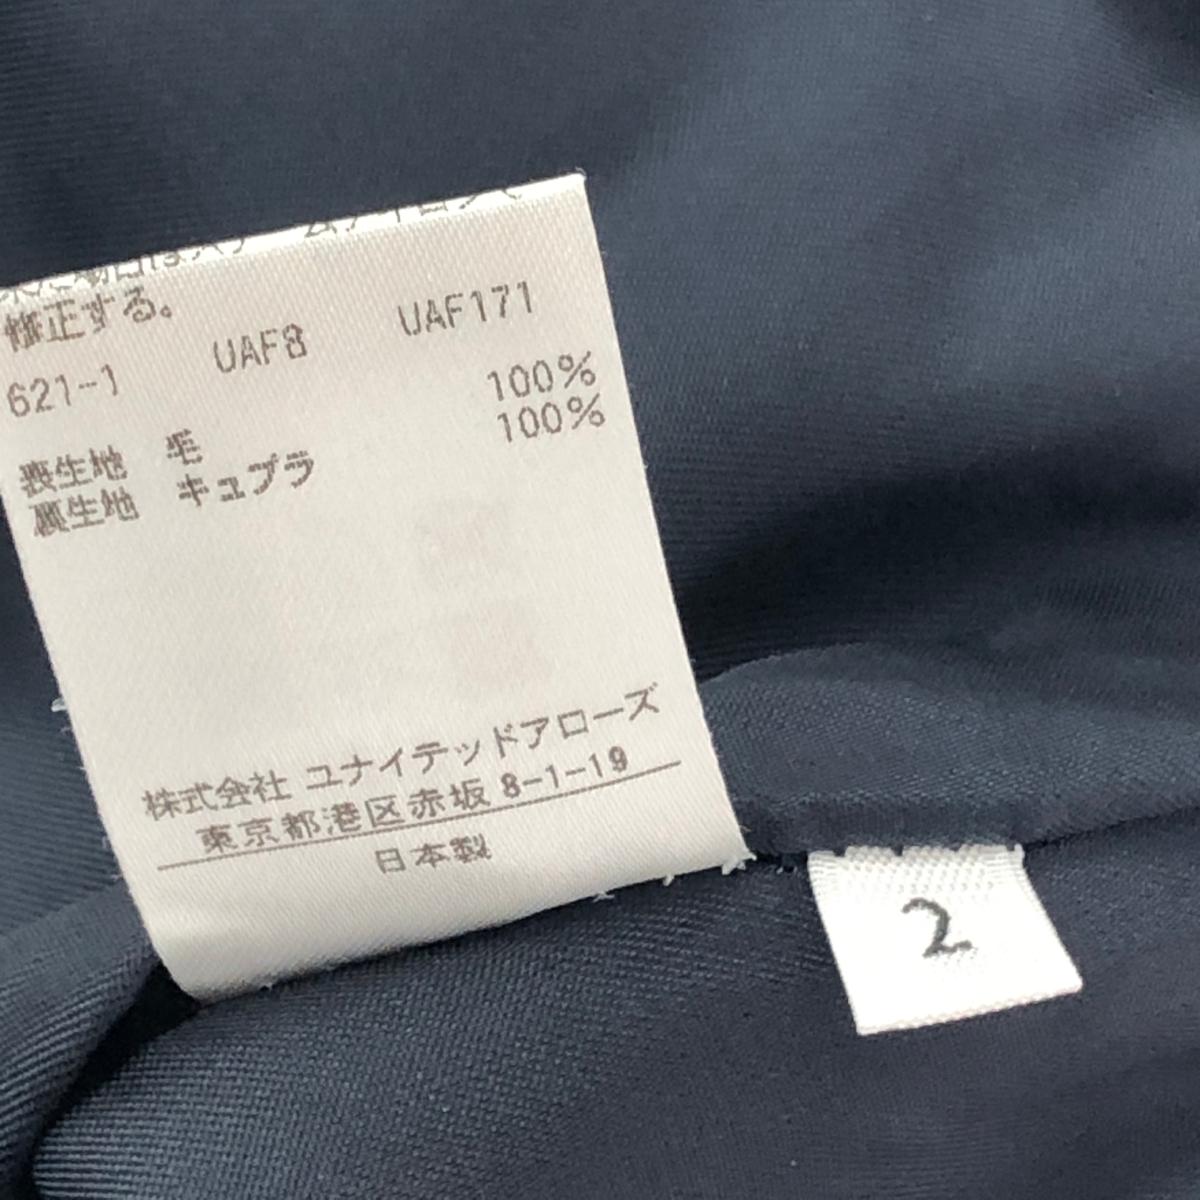 修正する。
621-1 UAF8 UAF171
表生地 毛 100%
裏生地 キュプラ 100%
株式会社 ユナイテッドアローズ
東京都港区赤坂 8-1-19
日本製
2